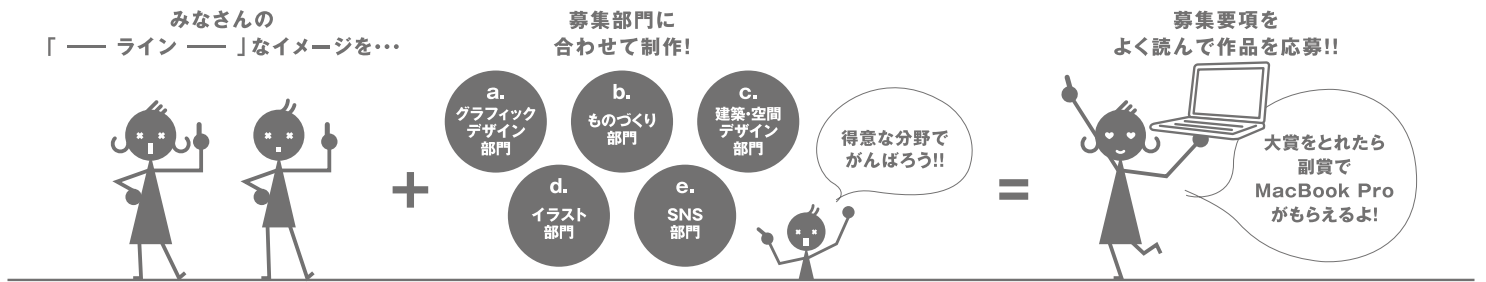 みなさんの
「 ── ライン ── 」なイメージを・・・
募集部門に
合わせて制作!
a.
グラフィック
デザイン
部門
b.
ものづくり
部門
c.
建築・空間
デザイン
部門
d.
イラスト
部門
e.
SNS
部門
得意な分野で
がんばろう!!
募集要項を
よく読んで作品を応募!!
大賞をとれたら
副賞で
MacBook Pro
がもらえるよ!